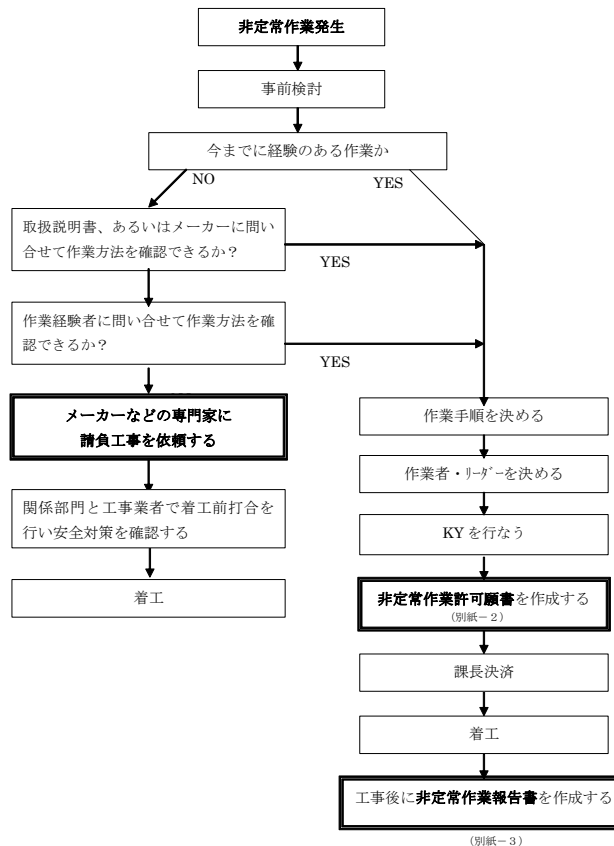 非定常作業発生
事前検討
今までに経験のある作業か
NO
YES
取扱説明書、あるいはメーカーに問い
合せて作業方法を確認できるか？
YES
作業経験者に問い合せて作業方法を確
認できるか？
YES
メーカーなどの専門家に
請負工事を依頼する
関係部門と工事業者で着工前打合を
行い安全対策を確認する
着工
作業手順を決める
作業者・ﾘｰﾀﾞｰを決める
KY を行なう
非定常作業許可願書を作成する
（別紙－２）
課長決済
着工
工事後に非定常作業報告書を作成する
（別紙－３）